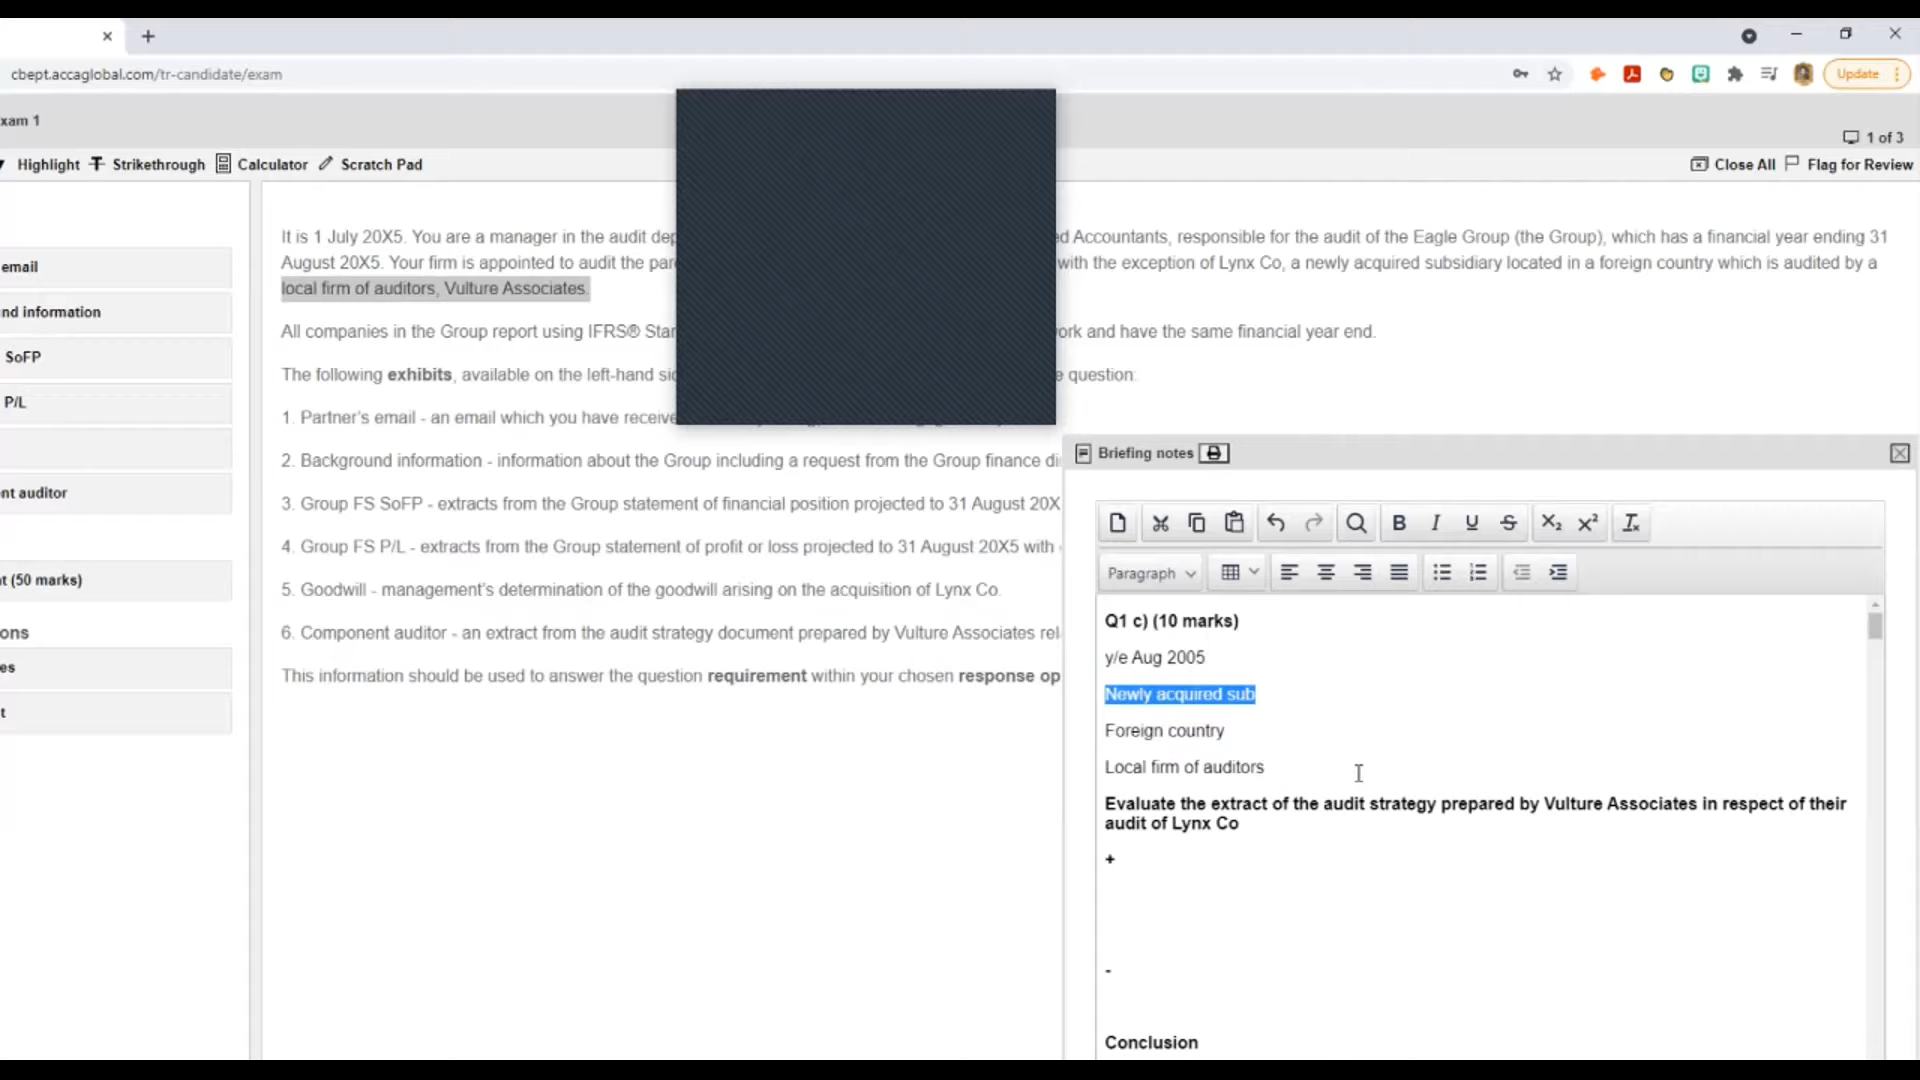 cbept.accaglobal.com/tr-candidate/exam
Update
xam 1
1 of 3
Highlight Strikethrough Calculator Scratch Pad
Close All Flag for Review
email
nd information
SoFP
P/L
nt auditor
t (50 marks)
ons
es
t
It is 1 July 20X5. You are a manager in the audit dep
d Accountants, responsible for the audit of the Eagle Group (the Group), which has a financial year ending 31
August 20X5. Your firm is appointed to audit the par
with the exception of Lynx Co, a newly acquired subsidiary located in a foreign country which is audited by a
local firm of auditors, Vulture Associates.
All companies in the Group report using IFRS® Star
ork and have the same financial year end.
The following exhibits, available on the left-hand sid
e question:
1. Partner's email - an email which you have receive
2. Background information - information about the Group including a request from the Group finance di
3. Group FS SoFP - extracts from the Group statement of financial position projected to 31 August 20X
4. Group FS P/L - extracts from the Group statement of profit or loss projected to 31 August 20X5 with
5. Goodwill - management's determination of the goodwill arising on the acquisition of Lynx Co.
6. Component auditor - an extract from the audit strategy document prepared by Vulture Associates rel
This information should be used to answer the question requirement within your chosen response op
Briefing notes
Paragraph
Q1 c) (10 marks)
y/e Aug 2005
Newly acquired sub
Foreign country
Local firm of auditors
Evaluate the extract of the audit strategy prepared by Vulture Associates in respect of their
audit of Lynx Co
+
-
Conclusion